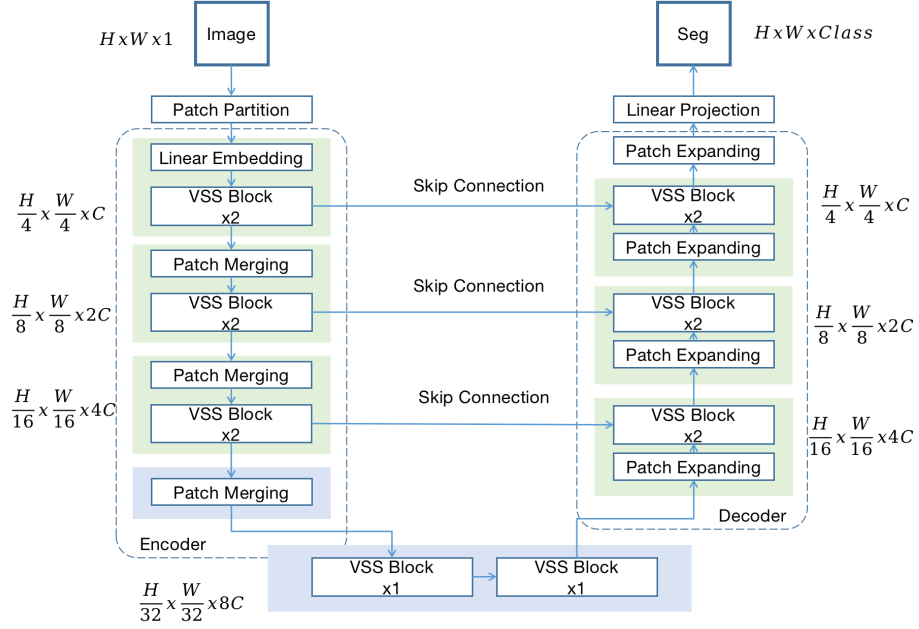 H x W x 1
Image
Seg
H x W x Class
Patch Partition
Linear Projection
Linear Embedding
Patch Expanding
VSS Block
x2
Skip Connection
VSS Block
x2
H/4 x W/4 x C
H/4 x W/4 x C
Patch Merging
Patch Expanding
VSS Block
x2
Skip Connection
VSS Block
x2
H/8 x W/8 x 2C
H/8 x W/8 x 2C
Patch Merging
Patch Expanding
VSS Block
x2
Skip Connection
VSS Block
x2
H/16 x W/16 x 4C
H/16 x W/16 x 4C
Patch Merging
Patch Expanding
Encoder
Decoder
VSS Block
x1
VSS Block
x1
H/32 x W/32 x 8C